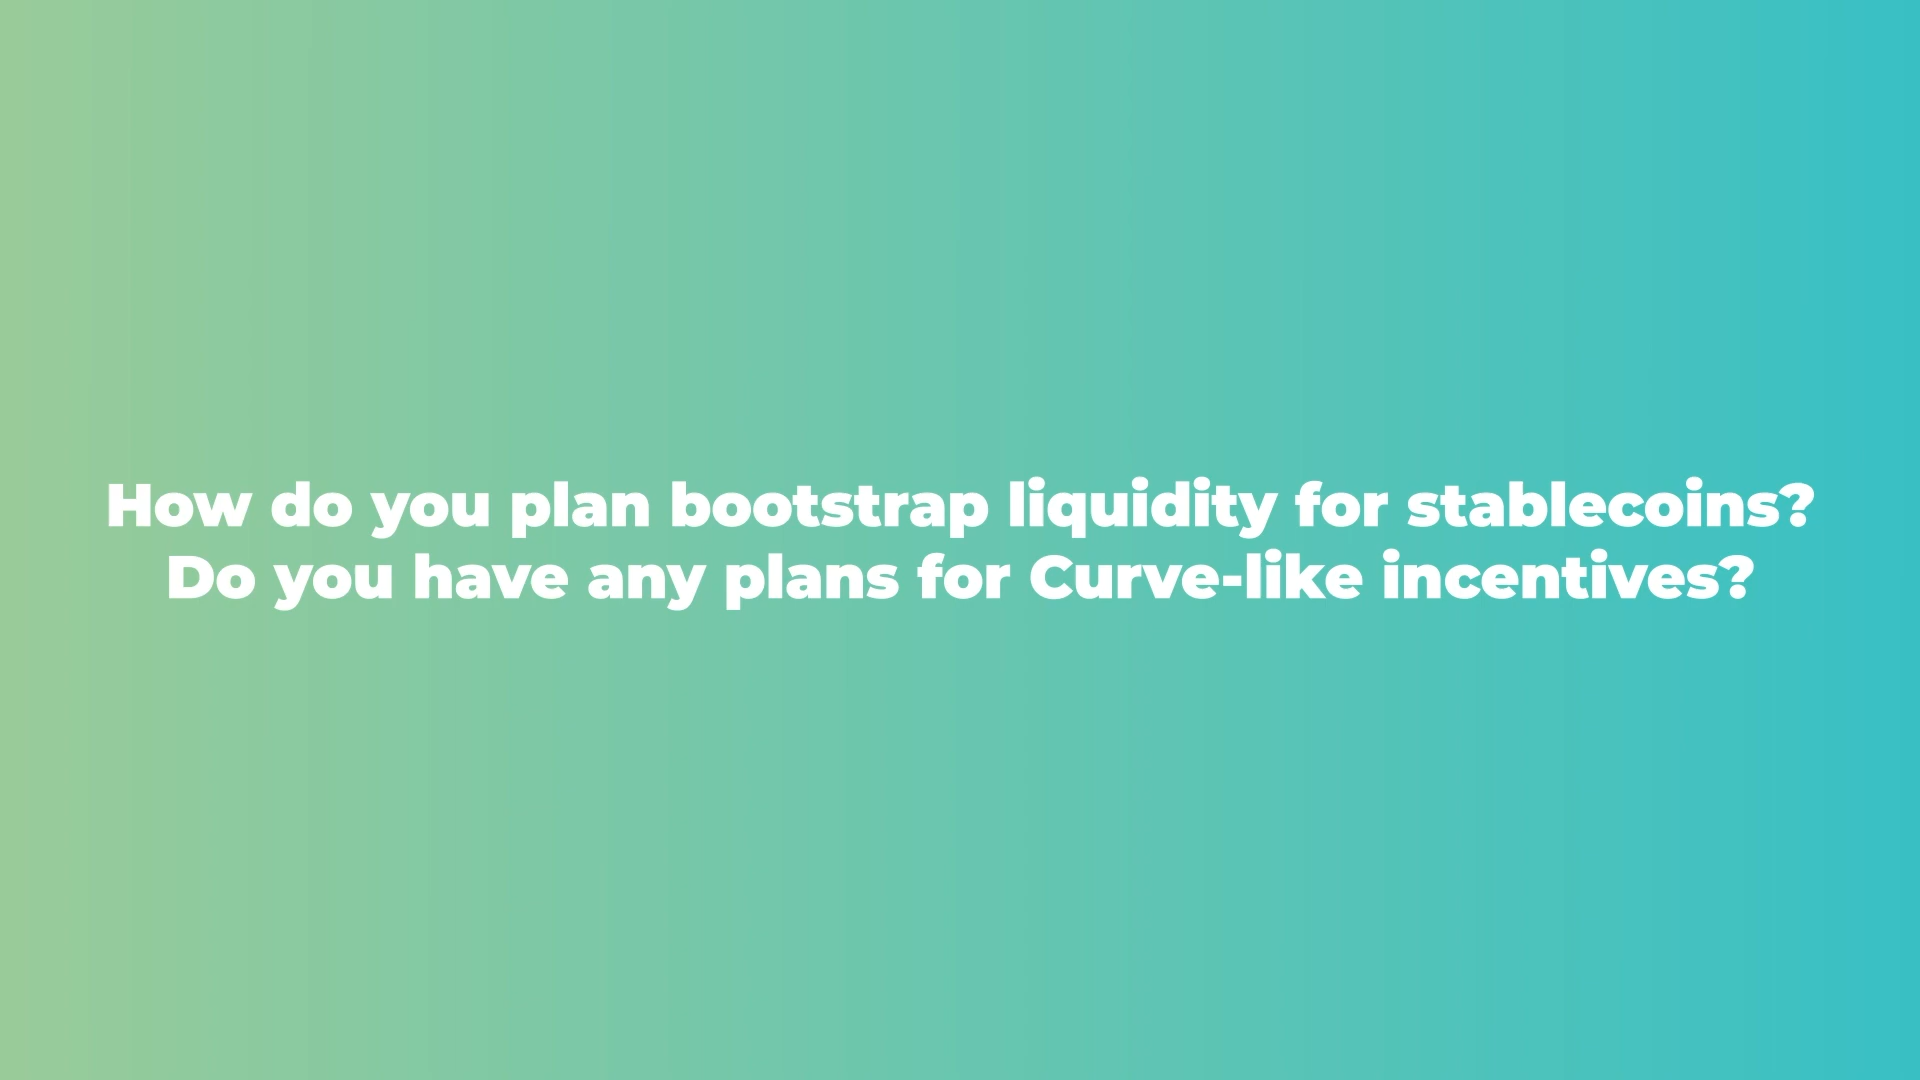 How do you plan bootstrap liquidity for stablecoins?
Do you have any plans for Curve-like incentives?